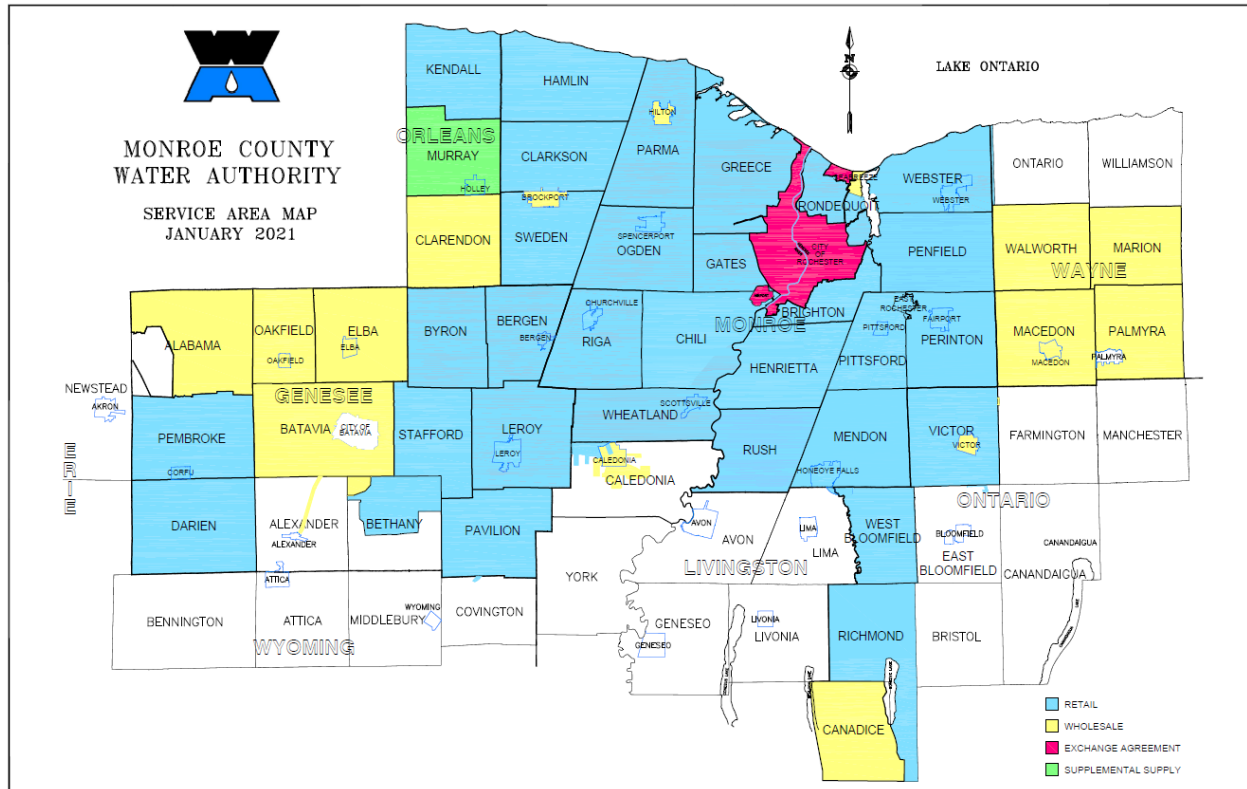 MONROE COUNTY
WATER AUTHORITY
SERVICE AREA MAP
JANUARY 2021
N
LAKE ONTARIO
KENDALL
HAMLIN
HILTON
PARMA
GREECE
ORLEANS
MURRAY
HOLLEY
CLARKSON
BROCKPORT
SWEDEN
CLARENDON
SPENCERPORT
OGDEN
GATES
WEBSTER
WEBSTER
ONTARIO
WILLIAMSON
CITY
OF
ROCHESTER
PENFIELD
WALWORTH
MARION
WAYNE
ALABAMA
OAKFIELD
OAKFIELD
ELBA
ELBA
BYRON
BERGEN
BERGEN
CHURCHVILLE
RIGA
CHILI
MONROE
BRIGHTON
EAST
ROCHESTER
PITTSFORD
PITTSFORD
FAIRPORT
PERINTON
MACEDON
MACEDON
PALMYRA
PALMYRA
HENRIETTA
NEWSTEAD
AKRON
ERIE
GENESEE
BATAVIA
CITY OF
BATAVIA
PEMBROKE
CORFU
STAFFORD
LEROY
LEROY
WHEATLAND
SCOTTSVILLE
RUSH
MENDON
HONEOYE FALLS
VICTOR
VICTOR
FARMINGTON
MANCHESTER
CALEDONIA
CALEDONIA
DARIEN
ALEXANDER
ALEXANDER
BETHANY
PAVILION
AVON
AVON
LIMA
LIMA
WEST
BLOOMFIELD
ONTARIO
BLOOMFIELD
EAST
BLOOMFIELD
CANANDAIGUA
CANANDAIGUA
LIVINGSTON
ATTICA
ATTICA
BENNINGTON
WYOMING
MIDDLEBURY
WYOMING
COVINGTON
YORK
GENESEO
GENESEO
LIVONIA
LIVONIA
RICHMOND
BRISTOL
CANADICE
RETAIL
WHOLESALE
EXCHANGE AGREEMENT
SUPPLEMENTAL SUPPLY